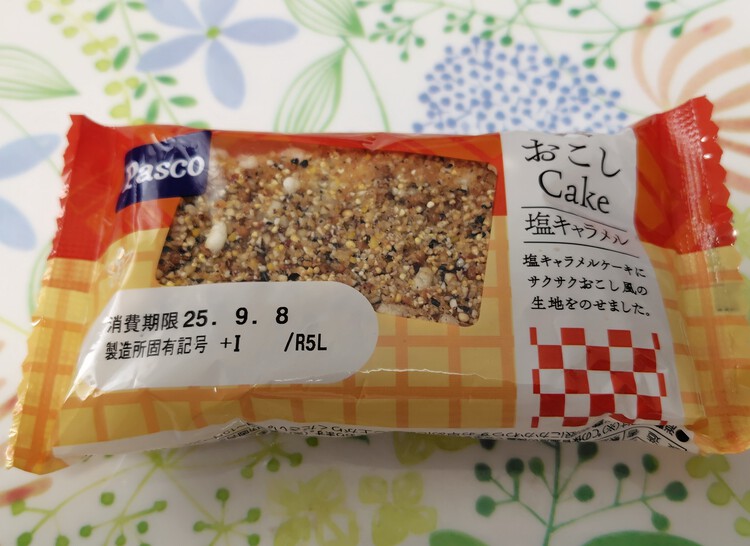 Pasco
おこし
Cake
塩キャラメル
塩キャラメルケーキに
サクサクおこし風の
生地をのせました。
消費期限 25. 9. 8
製造所固有記号 +I /R5L